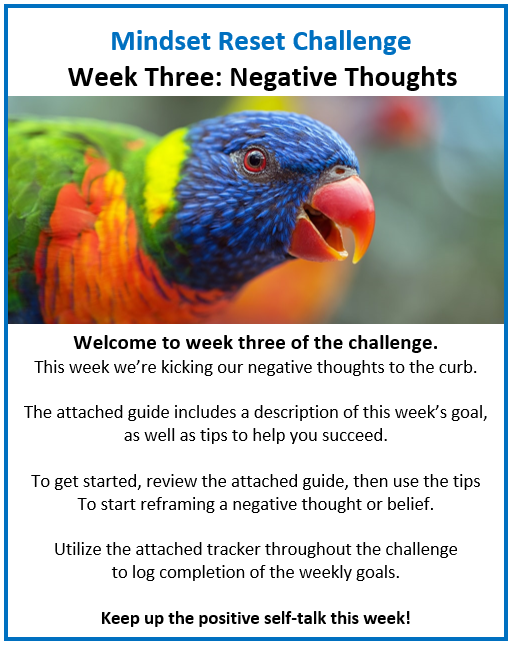 Mindset Reset Challenge
Week Three: Negative Thoughts
Welcome to week three of the challenge.
This week we’re kicking our negative thoughts to the curb.
The attached guide includes a description of this week’s goal,
as well as tips to help you succeed.
To get started, review the attached guide, then use the tips
To start reframing a negative thought or belief.
Utilize the attached tracker throughout the challenge
to log completion of the weekly goals.
Keep up the positive self-talk this week!